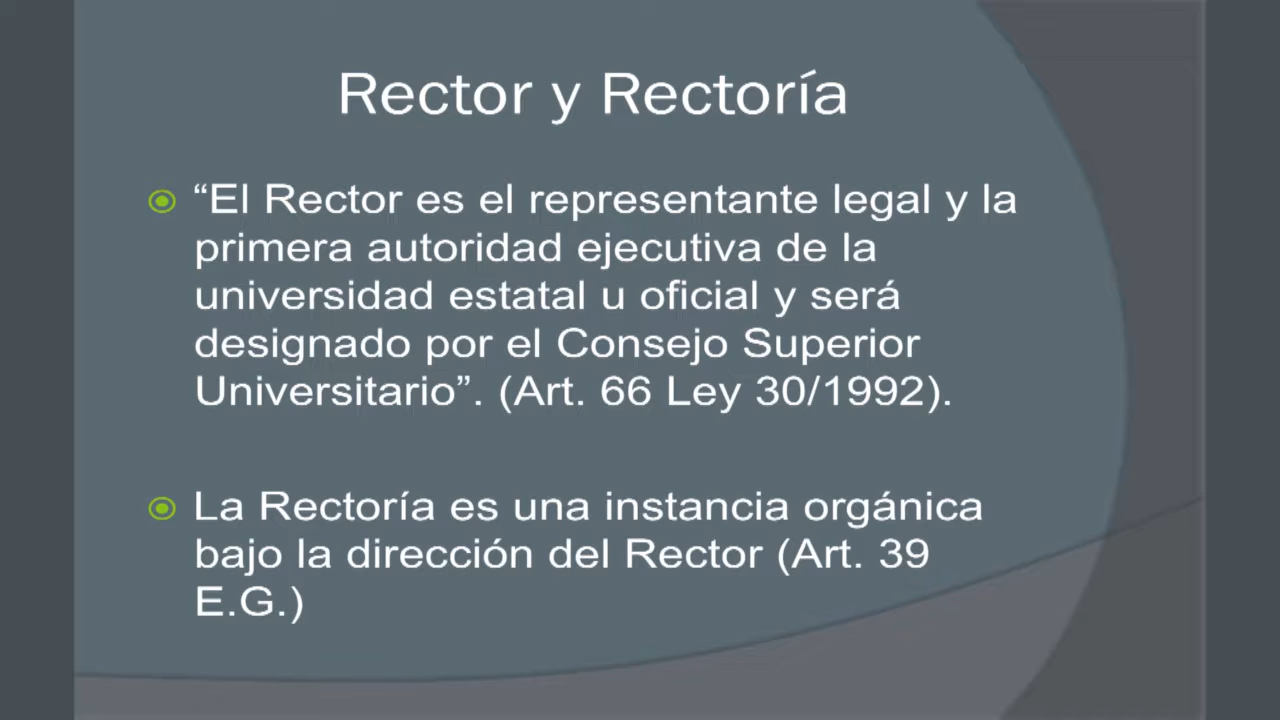 Rector y Rectoría
“El Rector es el representante legal y la
primera autoridad ejecutiva de la
universidad estatal u oficial y será
designado por el Consejo Superior
Universitario”. (Art. 66 Ley 30/1992).
La Rectoría es una instancia orgánica
bajo la dirección del Rector (Art. 39
E.G.)